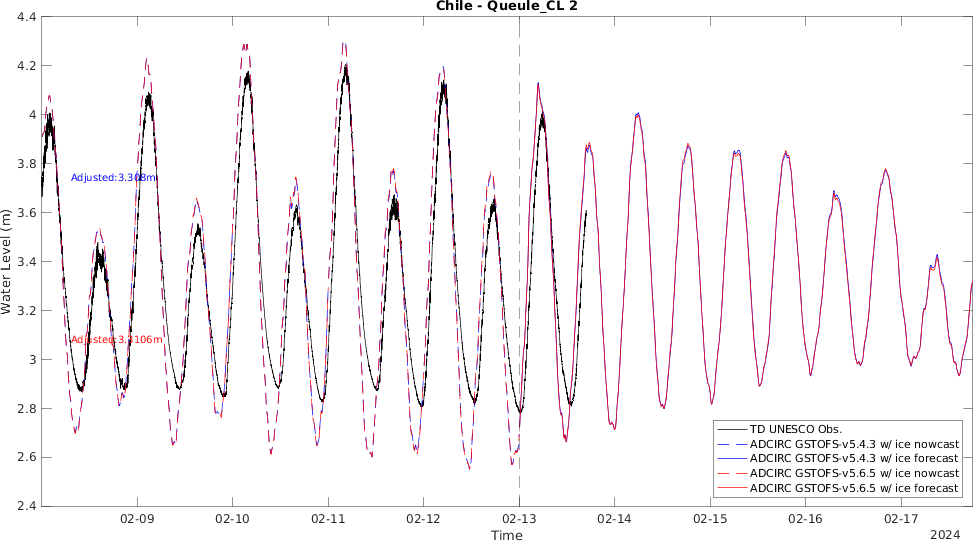 Chile - Queule_CL 2
4.4
4.2
4
3.8
3.6
3.4
3.2
3
2.8
2.6
2.4
Water Level (m)
Adjusted:3.308m
Adjusted:3.3106m
TD UNESCO Obs.
ADCIRC GSTOFS-v5.4.3 w/ ice nowcast
ADCIRC GSTOFS-v5.4.3 w/ ice forecast
ADCIRC GSTOFS-v5.6.5 w/ ice nowcast
ADCIRC GSTOFS-v5.6.5 w/ ice forecast
02-09 02-10 02-11 02-12 02-13 02-14 02-15 02-16 02-17
Time
2024